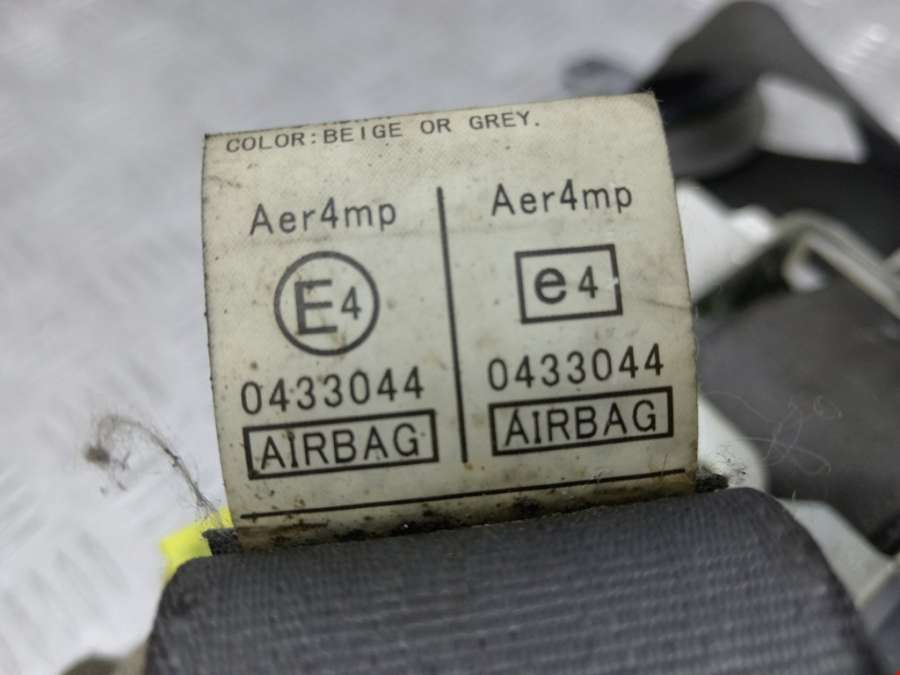 COLOR:BEIGE OR GREY.
Aer4mp
E4
0433044
AIRBAG
Aer4mp
e4
0433044
AIRBAG